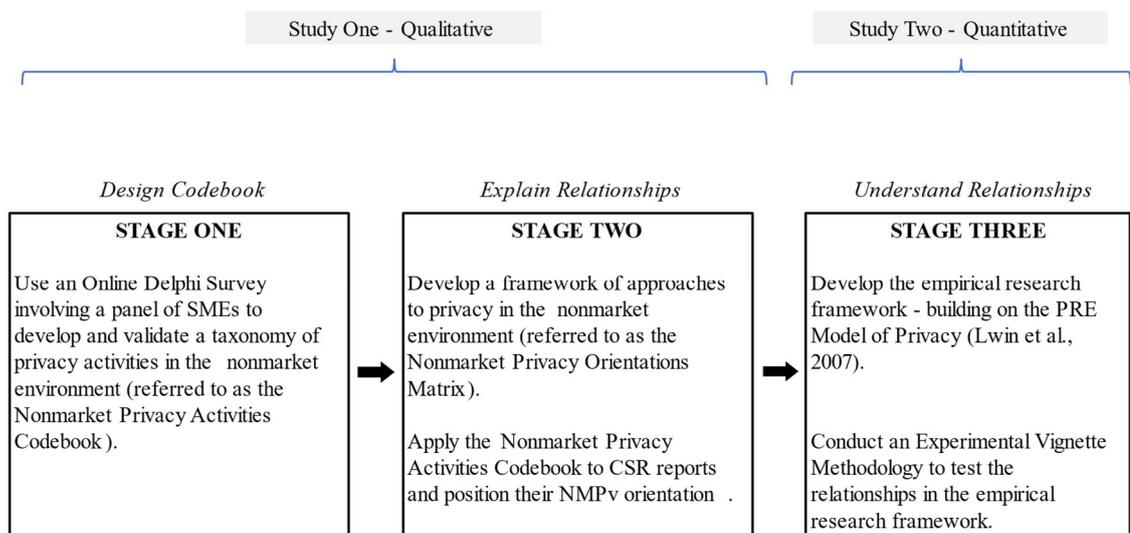 Study One - Qualitative
Study Two - Quantitative
Design Codebook
STAGE ONE
Use an Online Delphi Survey
involving a panel of SMEs to
develop and validate a taxonomy of
privacy activities in the nonmarket
environment (referred to as the
Nonmarket Privacy Activities
Codebook).
Explain Relationships
STAGE TWO
Develop a framework of approaches
to privacy in the nonmarket
environment (referred to as the
Nonmarket Privacy Orientations
Matrix).
Apply the Nonmarket Privacy
Activities Codebook to CSR reports
and position their NMPv orientation .
Understand Relationships
STAGE THREE
Develop the empirical research
framework - building on the PRE
Model of Privacy (Lwin et al.,
2007).
Conduct an Experimental Vignette
Methodology to test the
relationships in the empirical
research framework.